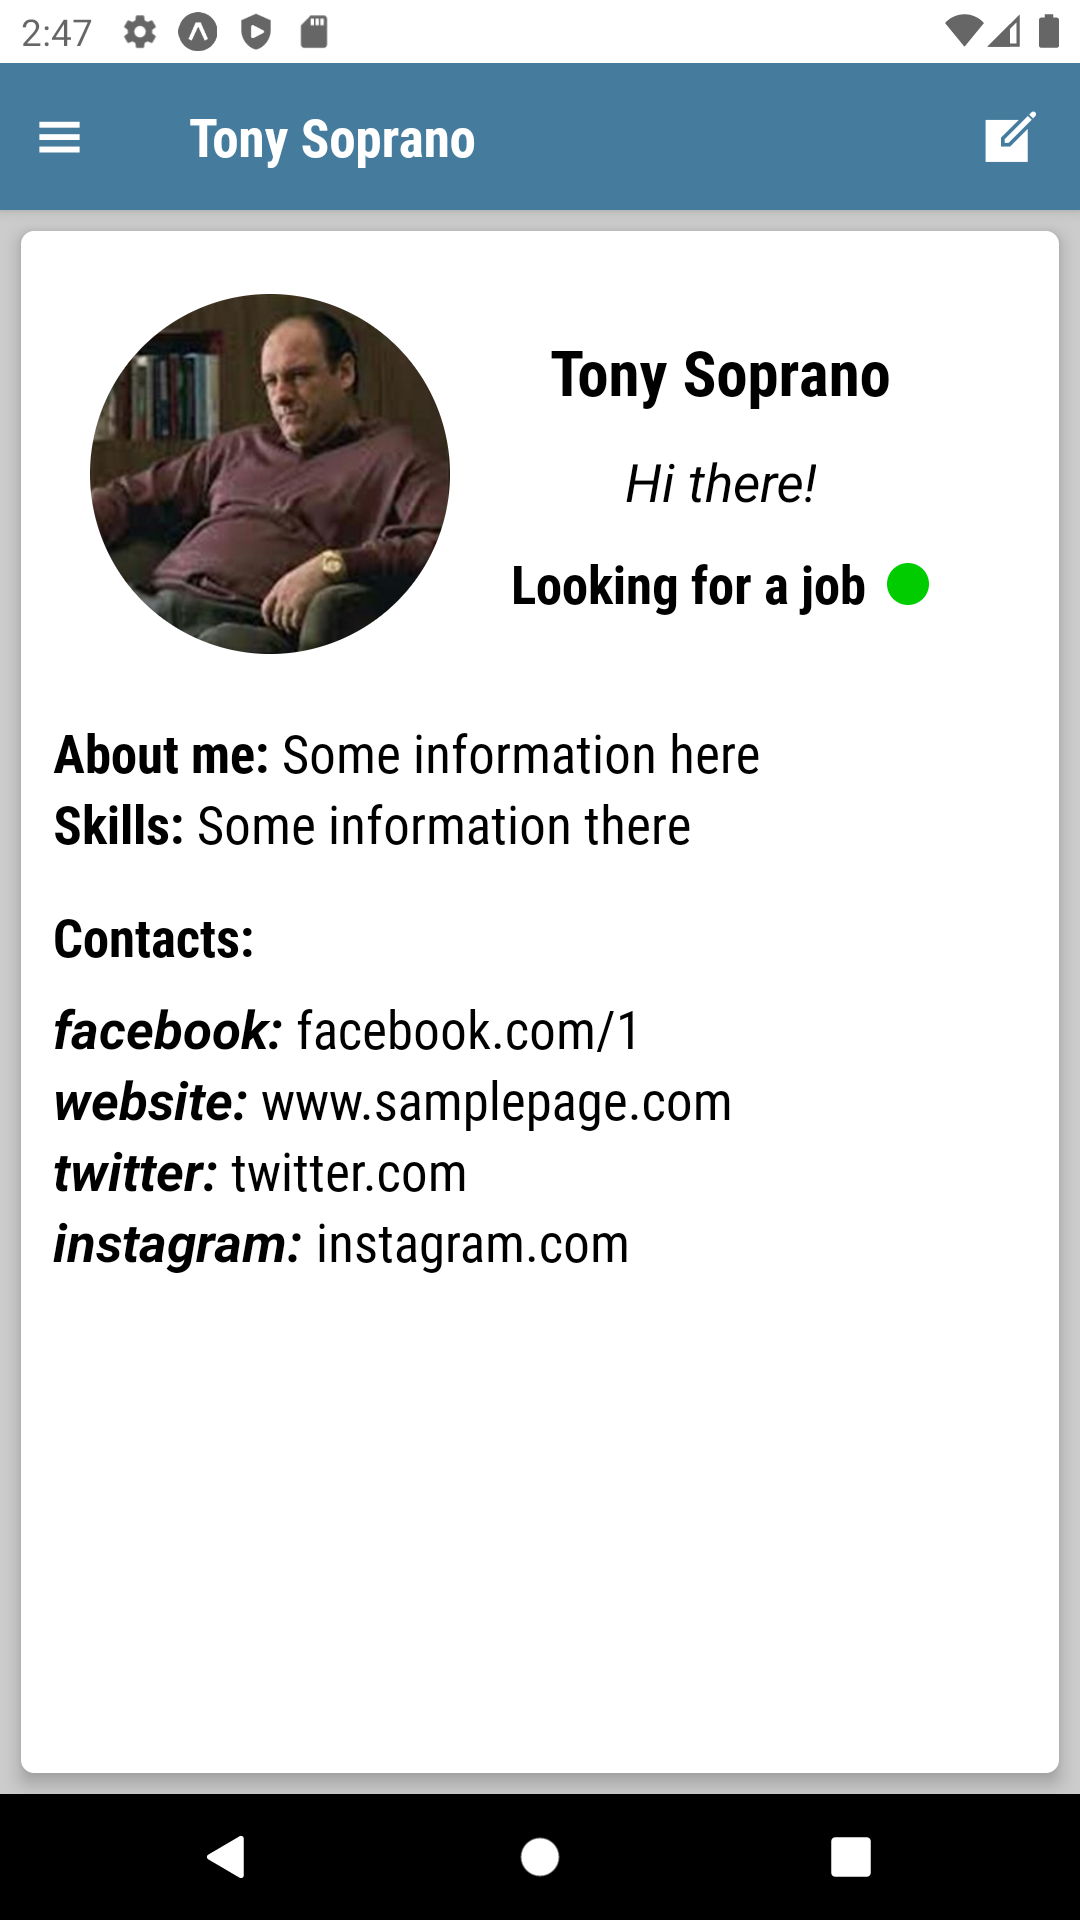 2:47
Tony Soprano
Tony Soprano
Hi there!
Looking for a job
About me: Some information here
Skills: Some information there
Contacts:
facebook: facebook.com/1
website: www.samplepage.com
twitter: twitter.com
instagram: instagram.com